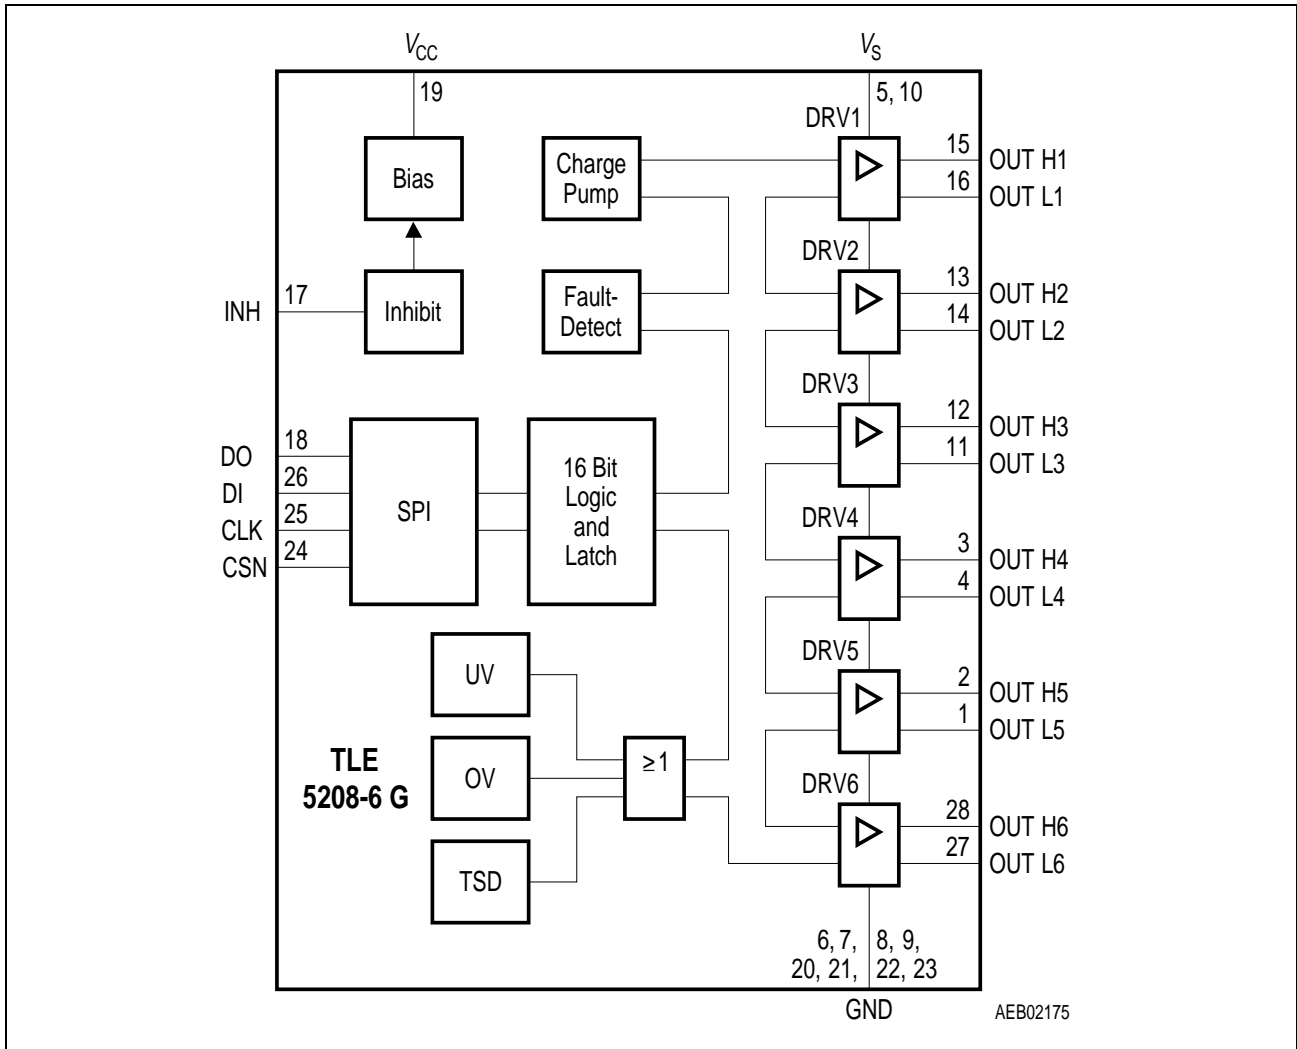 VCC
VS
19
5, 10
DRV1
15
OUT H1
16
OUT L1
Bias
Charge
Pump
DRV2
13
OUT H2
14
OUT L2
INH
17
Inhibit
Fault-
Detect
DRV3
12
OUT H3
11
OUT L3
DO
18
DI
26
CLK
25
CSN
24
SPI
16 Bit
Logic
and
Latch
DRV4
3
OUT H4
4
OUT L4
DRV5
2
OUT H5
1
OUT L5
UV
OV
TSD
≥1
TLE
5208-6 G
DRV6
28
OUT H6
27
OUT L6
6, 7, 8, 9,
20, 21, 22, 23
GND
AEB02175